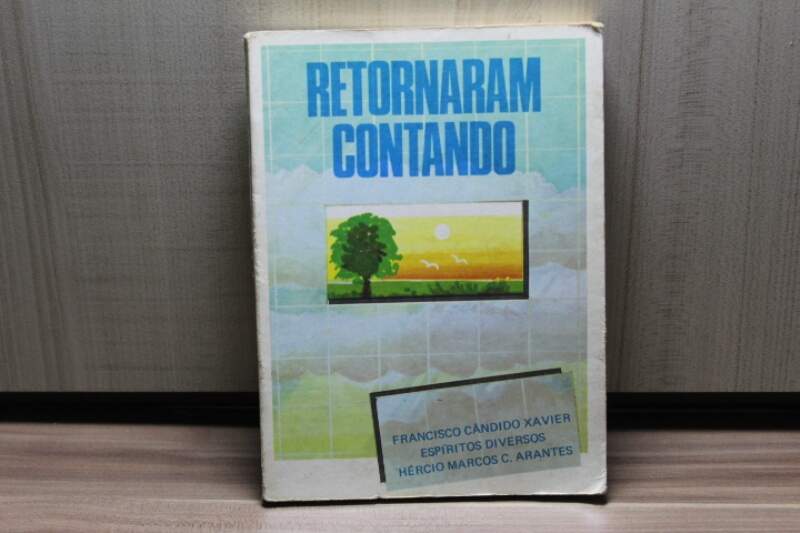 RETORNARAM
CONTANDO
FRANCISCO CÂNDIDO XAVIER
ESPÍRITOS DIVERSOS
HÉRCIO MARCOS C. ARANTES